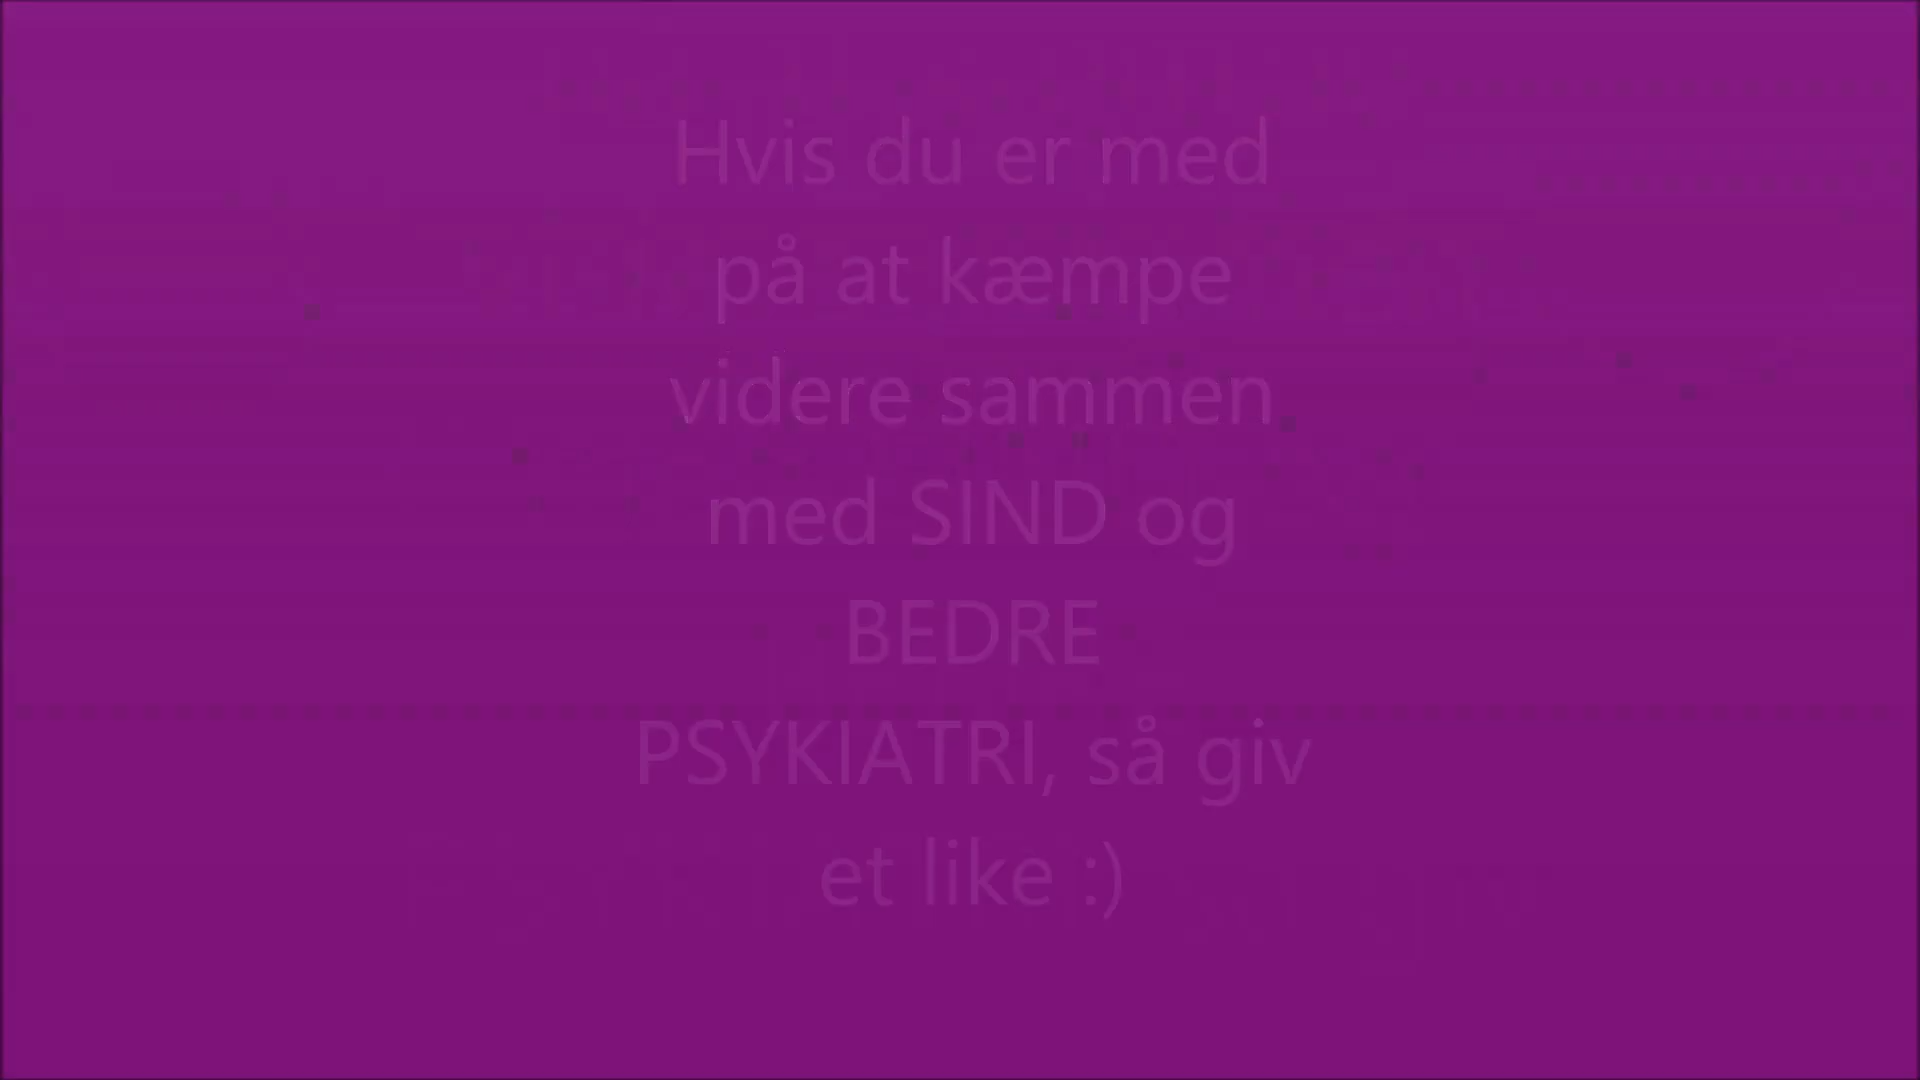 Hvis du er med
på at kæmpe
videre sammen
med SIND og
BEDRE
PSYKIATRI, så giv
et like :)